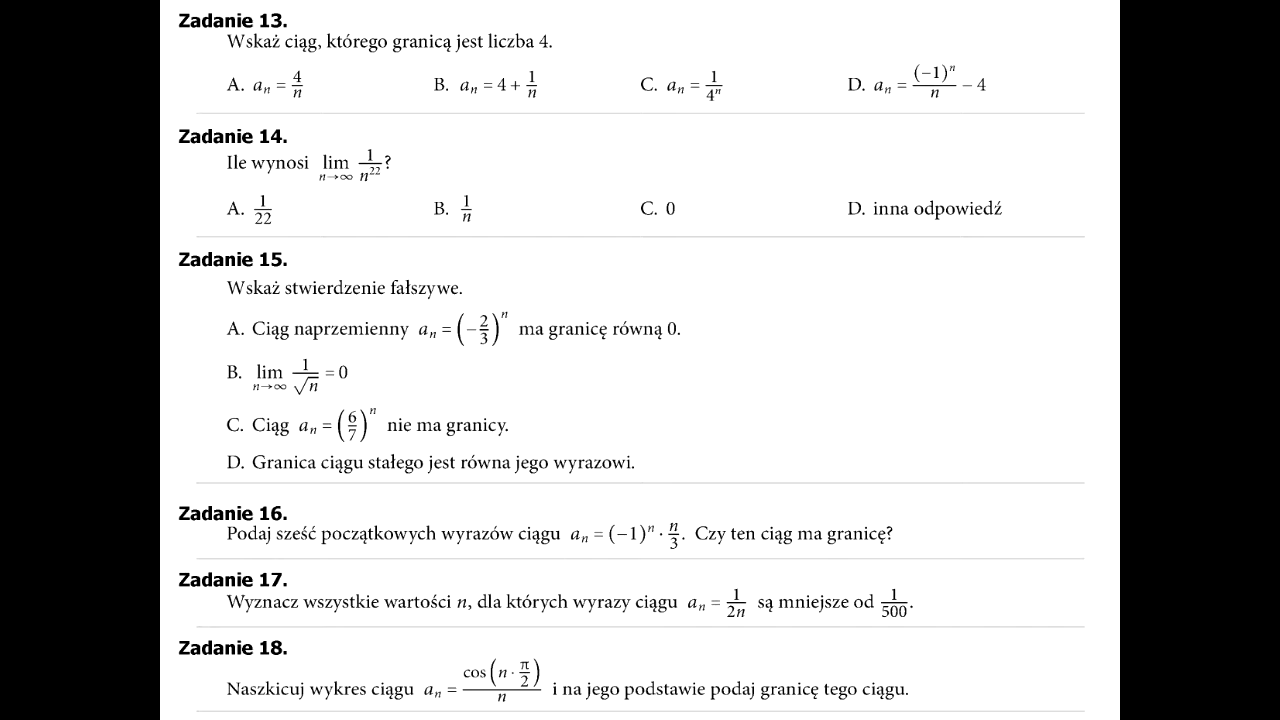 Zadanie 13.
Wskaż ciąg, którego granicą jest liczba 4.
A. aₙ = 4/n B. aₙ = 4 + 1/n C. aₙ = 1/4ⁿ D. aₙ = (−1)ⁿ/n − 4
Zadanie 14.
Ile wynosi lim n→∞ 1/n²²?
A. 1/22 B. 1/n C. 0 D. inna odpowiedź
Zadanie 15.
Wskaż stwierdzenie fałszywe.
A. Ciąg naprzemienny aₙ = (−2/3)ⁿ ma granicę równą 0.
B. lim n→∞ 1/√n = 0
C. Ciąg aₙ = (6/7)ⁿ nie ma granicy.
D. Granica ciągu stałego jest równa jego wyrazowi.
Zadanie 16.
Podaj sześć początkowych wyrazów ciągu aₙ = (−1)ⁿ · n/3. Czy ten ciąg ma granicę?
Zadanie 17.
Wyznacz wszystkie wartości n, dla których wyrazy ciągu aₙ = 1/2n są mniejsze od 1/500.
Zadanie 18.
Naszkicuj wykres ciągu aₙ = cos(n · π/2)/n i na jego podstawie podaj granicę tego ciągu.